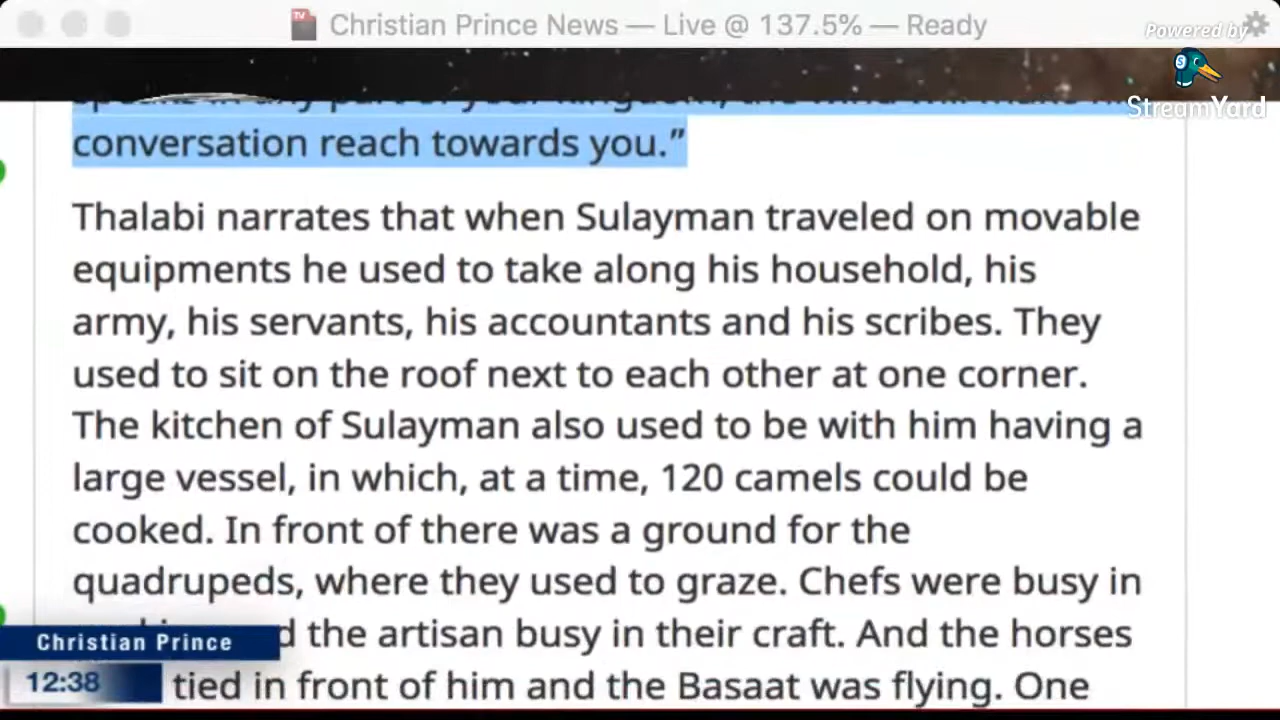 Christian Prince News — Live @ 137.5% — Ready
Powered by
StreamYard
conversation reach towards you.”
Thalabi narrates that when Sulayman traveled on movable
equipments he used to take along his household, his
army, his servants, his accountants and his scribes. They
used to sit on the roof next to each other at one corner.
The kitchen of Sulayman also used to be with him having a
large vessel, in which, at a time, 120 camels could be
cooked. In front of there was a ground for the
quadrupeds, where they used to graze. Chefs were busy in
the artisan busy in their craft. And the horses
tied in front of him and the Basaat was flying. One
Christian Prince
12:38